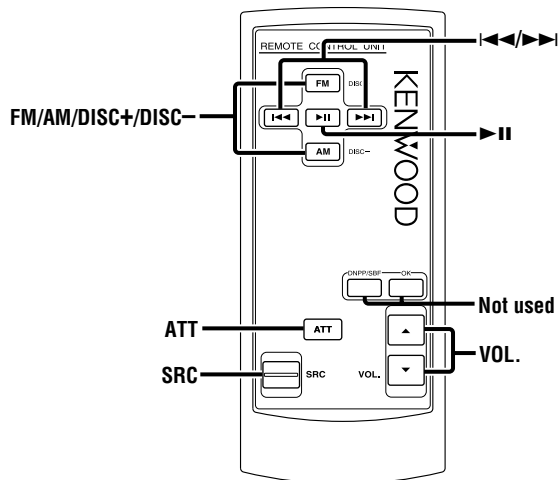 |◄◄/►►|
REMOTE CONTROL UNIT
FM DISC
FM/AM/DISC+/DISC–
|◄◄ ►II ►►|
►II
AM DISC–
KENWOOD
DNPP/SBF OK
Not used
ATT ATT
VOL.
SRC SRC VOL.